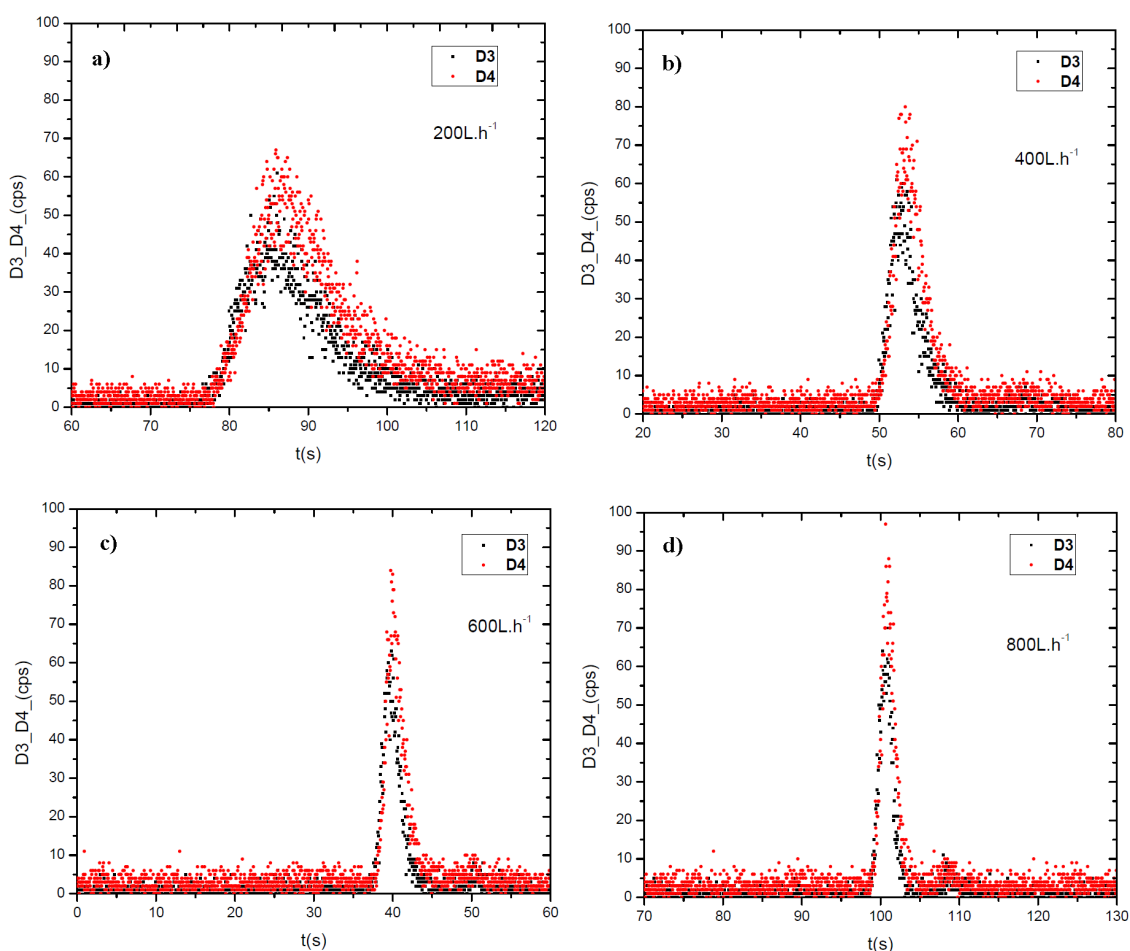 a)
D3
D4
200L.h⁻¹
100
90
80
70
60
50
40
30
20
10
0
60 70 80 90 100 110 120
D3_D4_(cps)
t(s)
b)
D3
D4
400L.h⁻¹
100
90
80
70
60
50
40
30
20
10
0
20 30 40 50 60 70 80
D3_D4_(cps)
t(s)
c)
D3
D4
600L.h⁻¹
100
90
80
70
60
50
40
30
20
10
0
0 10 20 30 40 50 60
D3_D4_(cps)
t(s)
d)
D3
D4
800L.h⁻¹
100
90
80
70
60
50
40
30
20
10
0
70 80 90 100 110 120 130
D3_D4_(cps)
t(s)